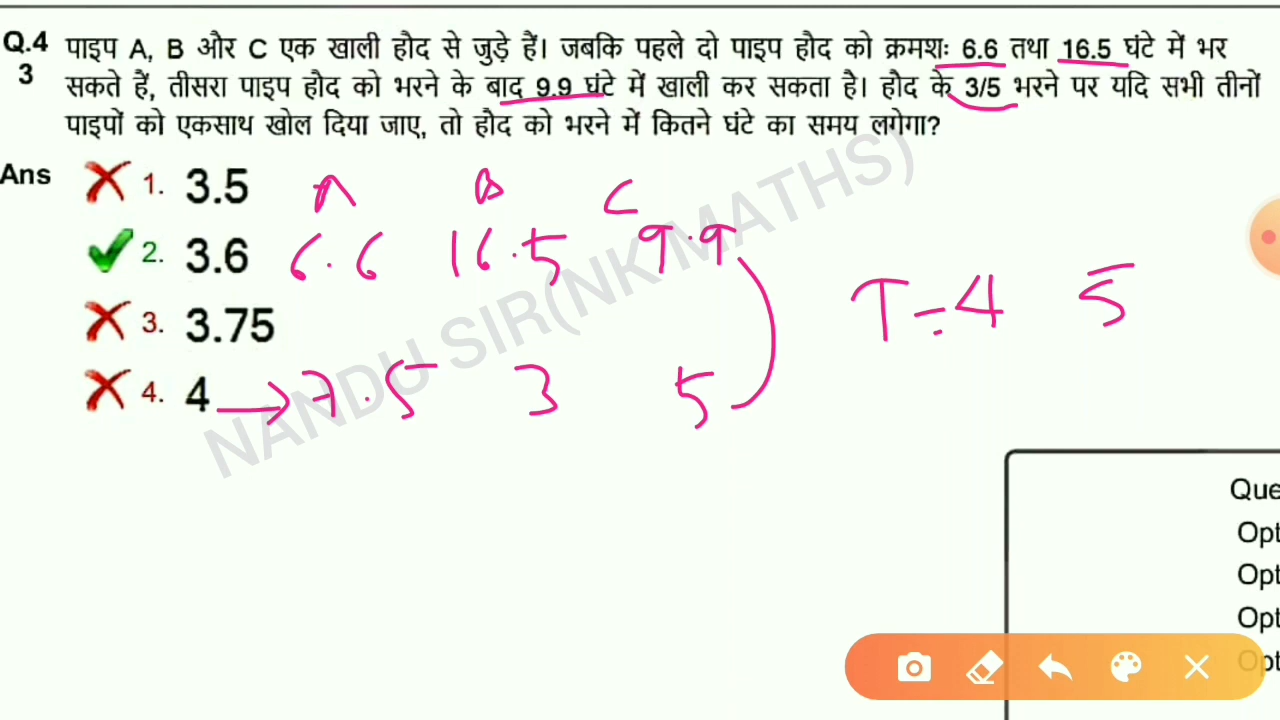 Q.4 पाइप A, B और C एक खाली हौद से जुड़े हैं। जबकि पहले दो पाइप हौद को क्रमशः 6.6 तथा 16.5 घंटे में भर
3 सकते हैं, तीसरा पाइप हौद को भरने के बाद 9.9 घंटे में खाली कर सकता है। हौद के 3/5 भरने पर यदि सभी तीनों
पाइपों को एकसाथ खोल दिया जाए, तो हौद को भरने में कितने घंटे का समय लगेगा?
Ans 1. 3.5
2. 3.6
3. 3.75
4. 4
A B C
6.6 16.5 9.9
7.5 3 5
T-4 5
NANDU SIR(NK MATHS)
Que
Opt
Opt
Opt
Opt